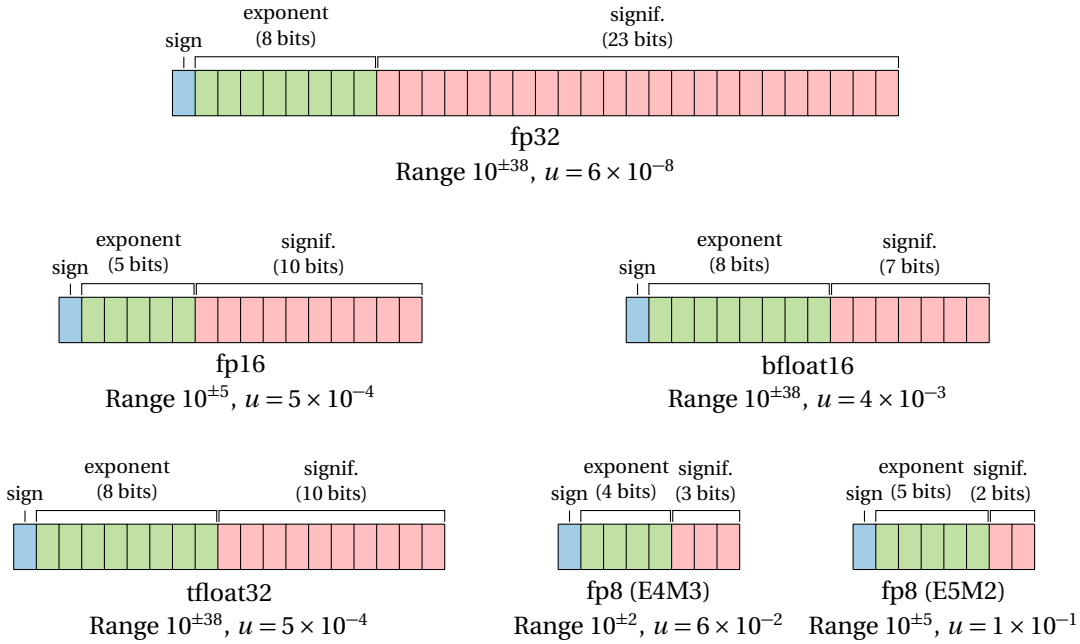 exponent signif.
sign (8 bits) (23 bits)
fp32
Range 10^{±38}, u = 6 × 10^{−8}
exponent signif. exponent signif.
sign (5 bits) (10 bits) sign (8 bits) (7 bits)
fp16 bfloat16
Range 10^{±5}, u = 5 × 10^{−4} Range 10^{±38}, u = 4 × 10^{−3}
exponent signif. exponent signif. exponent signif.
sign (8 bits) (10 bits) sign (4 bits) (3 bits) sign (5 bits) (2 bits)
tfloat32 fp8 (E4M3) fp8 (E5M2)
Range 10^{±38}, u = 5 × 10^{−4} Range 10^{±2}, u = 6 × 10^{−2} Range 10^{±5}, u = 1 × 10^{−1}